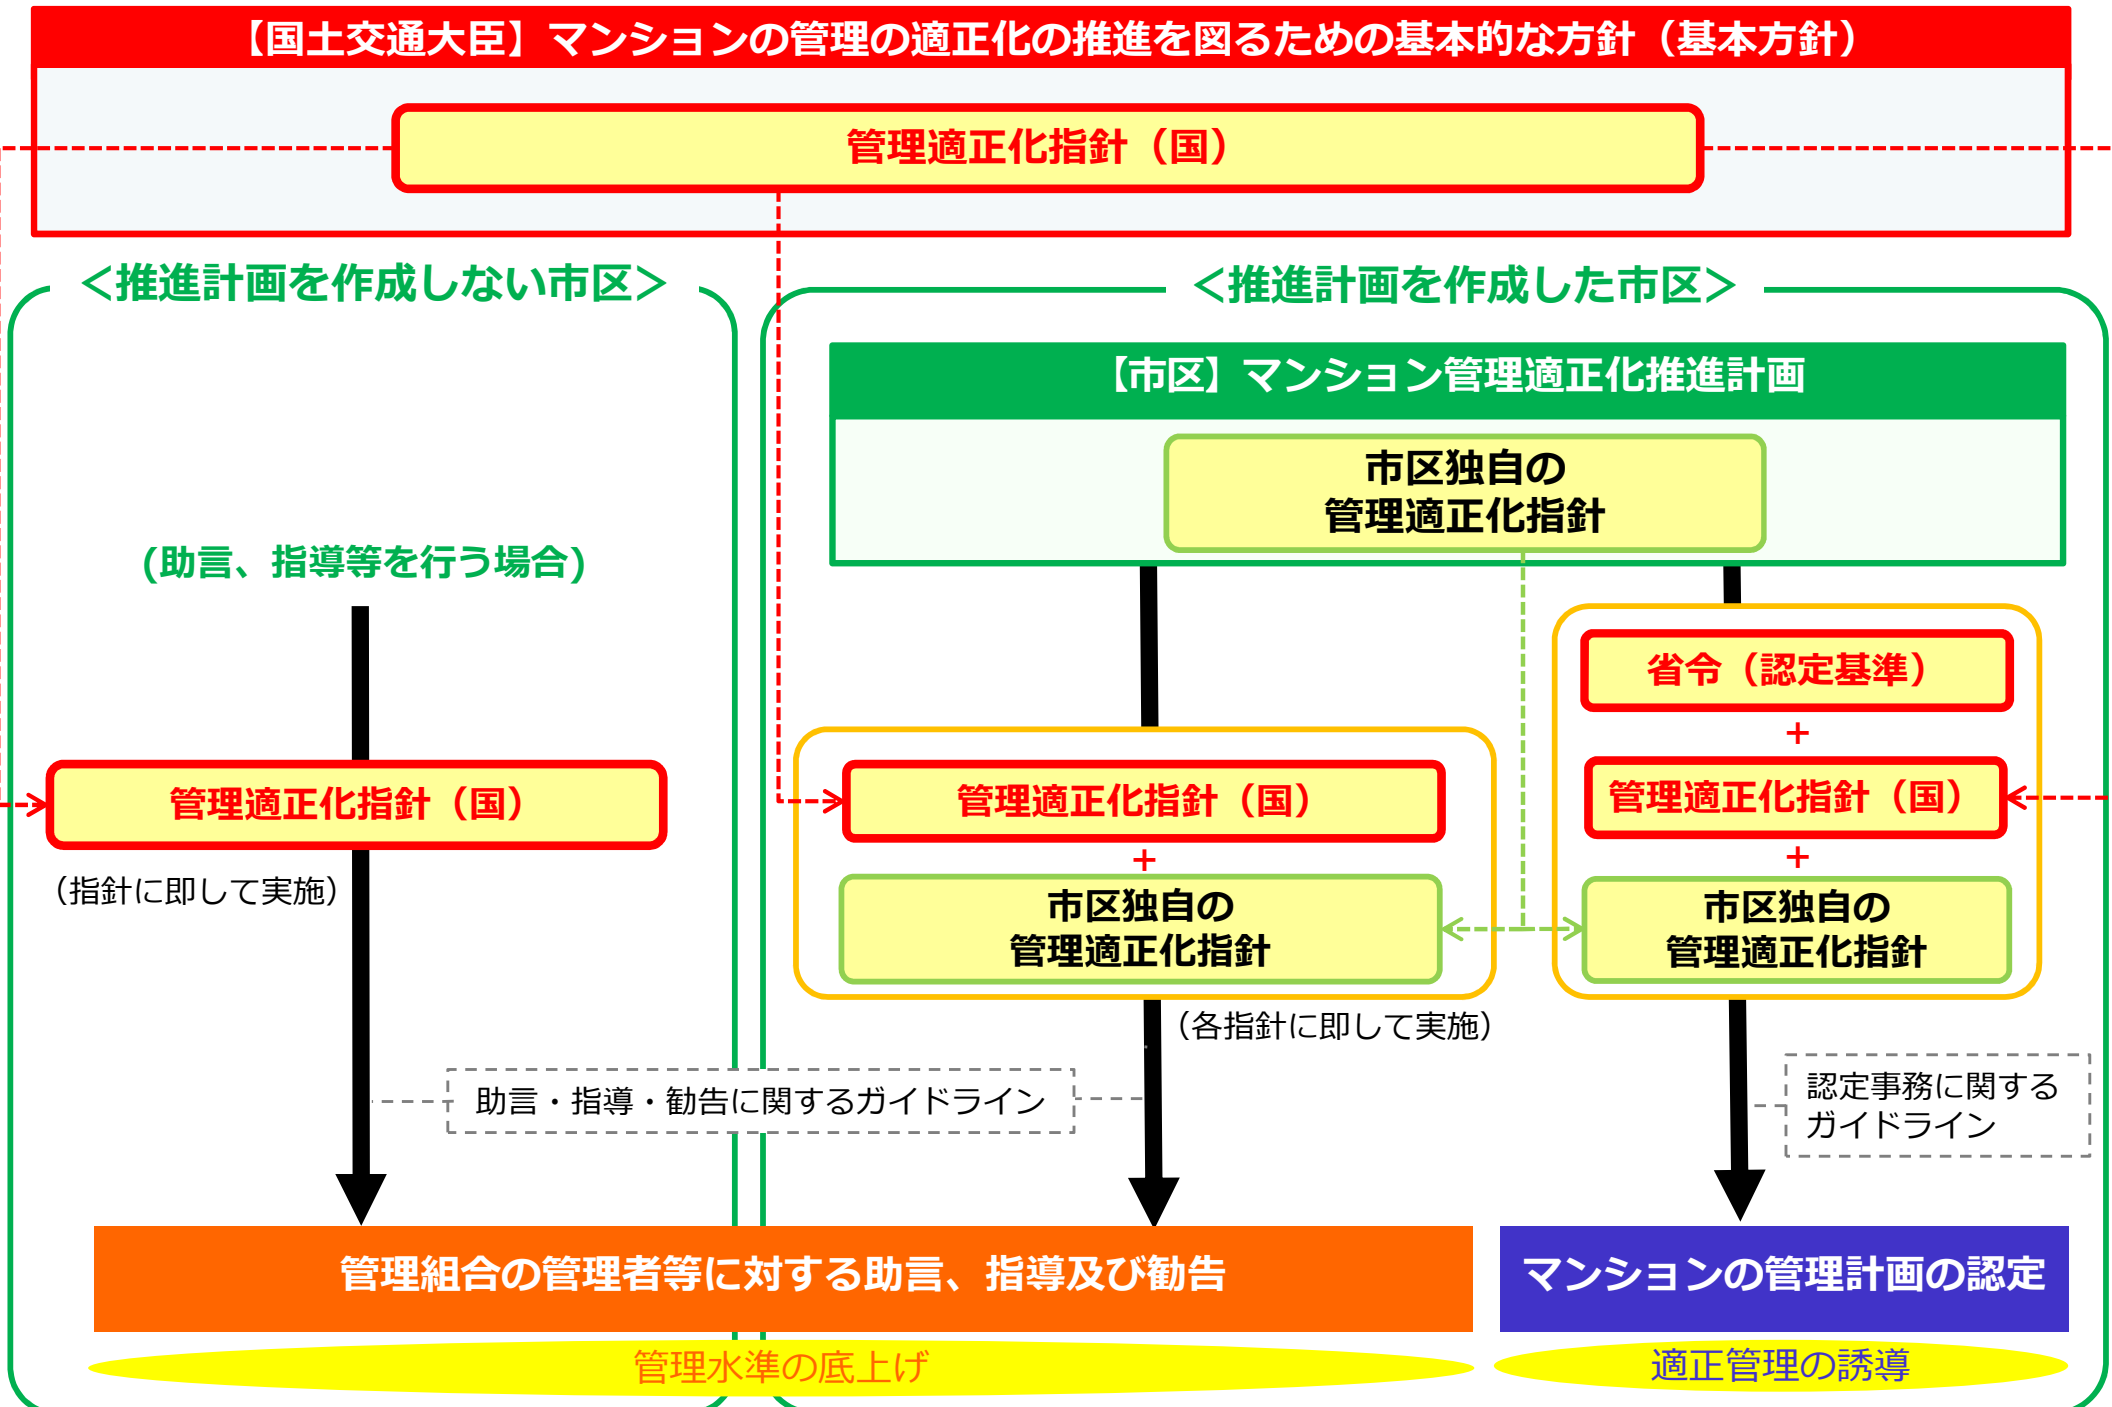 【国土交通大臣】マンションの管理の適正化の推進を図るための基本的な方針（基本方針）
管理適正化指針（国）
＜推進計画を作成しない市区＞
(助言、指導等を行う場合)
管理適正化指針（国）
（指針に即して実施）
＜推進計画を作成した市区＞
【市区】マンション管理適正化推進計画
市区独自の
管理適正化指針
管理適正化指針（国）
+
市区独自の
管理適正化指針
（各指針に即して実施）
省令（認定基準）
+
管理適正化指針（国）
+
市区独自の
管理適正化指針
助言・指導・勧告に関するガイドライン
認定事務に関する
ガイドライン
管理組合の管理者等に対する助言、指導及び勧告
マンションの管理計画の認定
管理水準の底上げ
適正管理の誘導